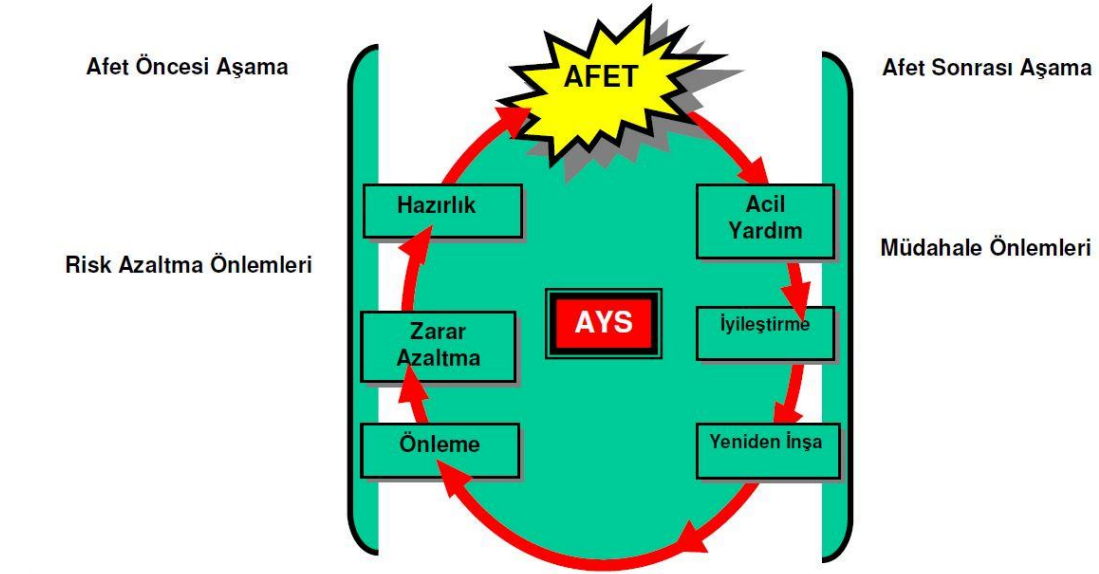 Afet Öncesi Aşama
AFET
Afet Sonrası Aşama
Hazırlık
Acil
Yardım
Risk Azaltma Önlemleri
Müdahale Önlemleri
AYS
Zarar
Azaltma
İyileştirme
Önleme
Yeniden İnşa